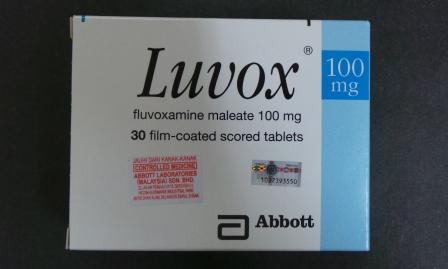 Luvox®
100
mg
fluvoxamine maleate 100 mg
30 film-coated scored tablets
JAUHI DARI KANAK-KANAK
CONTROLLED MEDICINE
ABBOTT LABORATORIES
(MALAYSIA) SDN. BHD.
Abbott